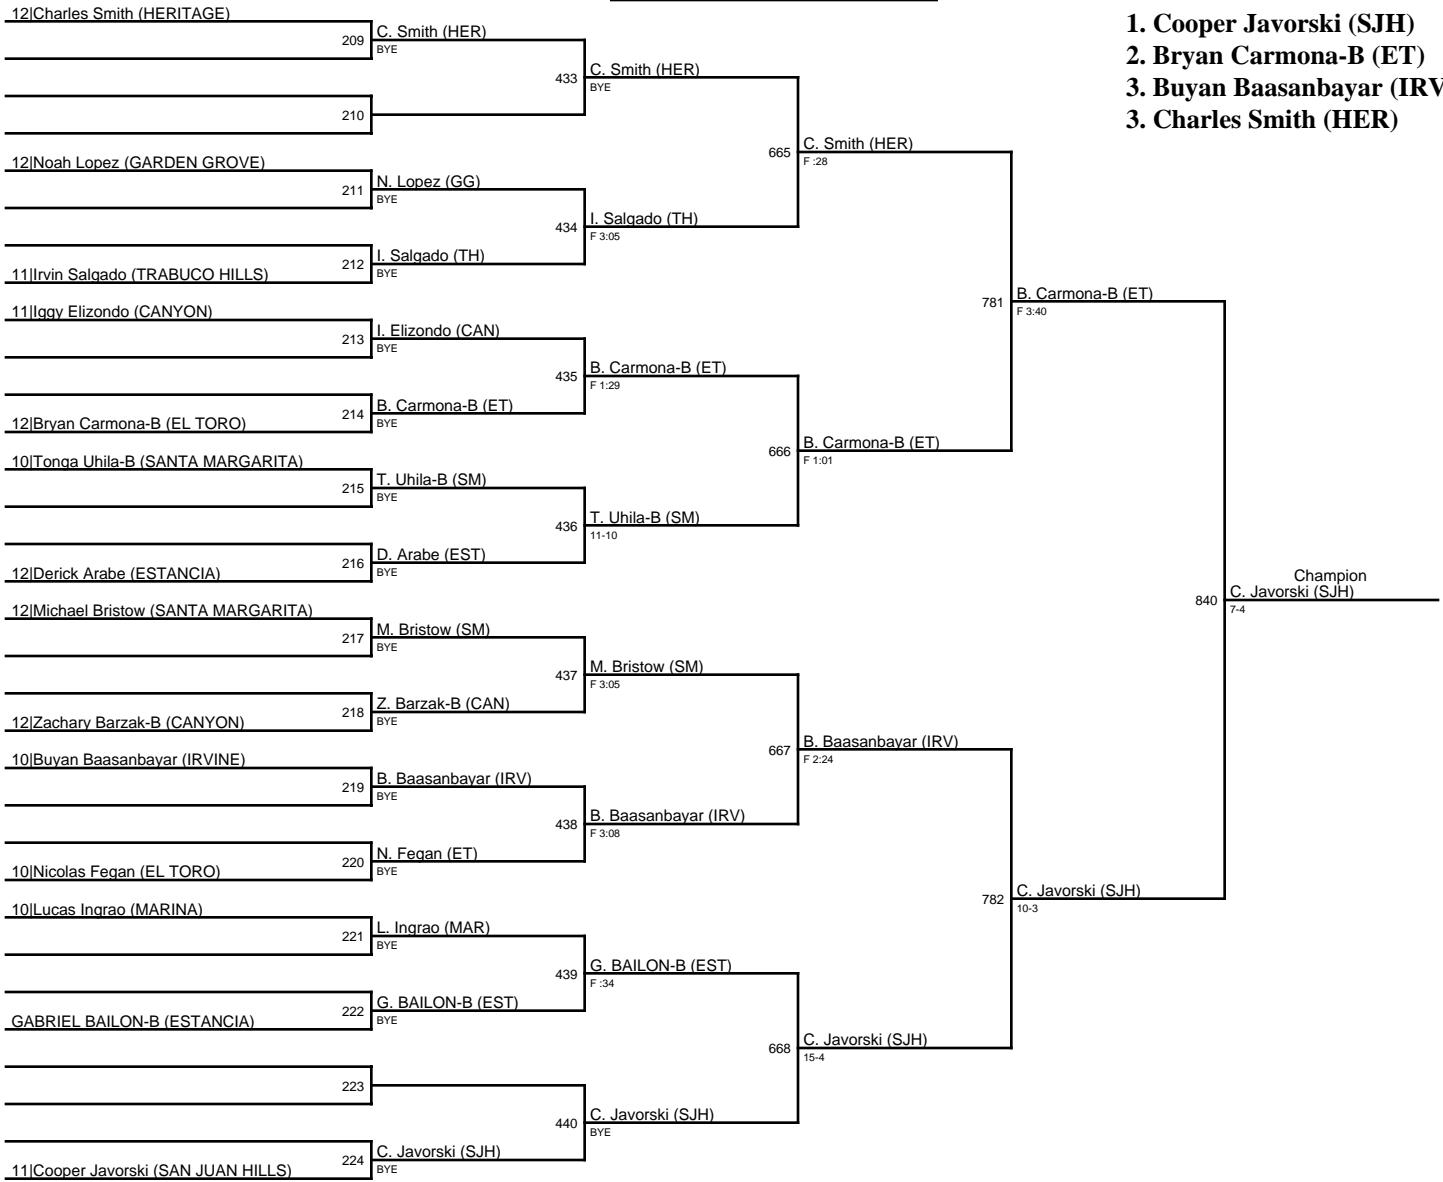 1. Cooper Javorski (SJH)
2. Bryan Carmona-B (ET)
3. Buyan Baasanbayar (IRV
3. Charles Smith (HER)
12|Charles Smith (HERITAGE)
209
C. Smith (HER)
BYE
433
C. Smith (HER)
BYE
210
665
C. Smith (HER)
F :28
12|Noah Lopez (GARDEN GROVE)
211
N. Lopez (GG)
BYE
434
I. Salgado (TH)
F 3:05
212
I. Salgado (TH)
BYE
11|Irvin Salgado (TRABUCO HILLS)
781
B. Carmona-B (ET)
F 3:40
11|Iggy Elizondo (CANYON)
213
I. Elizondo (CAN)
BYE
435
B. Carmona-B (ET)
F 1:29
214
B. Carmona-B (ET)
BYE
12|Bryan Carmona-B (EL TORO)
666
B. Carmona-B (ET)
F 1:01
10|Tonga Uhila-B (SANTA MARGARITA)
215
T. Uhila-B (SM)
BYE
436
T. Uhila-B (SM)
11-10
216
D. Arabe (EST)
BYE
12|Derick Arabe (ESTANCIA)
Champion
840
C. Javorski (SJH)
7-4
12|Michael Bristow (SANTA MARGARITA)
217
M. Bristow (SM)
BYE
437
M. Bristow (SM)
F 3:05
218
Z. Barzak-B (CAN)
BYE
12|Zachary Barzak-B (CANYON)
667
B. Baasanbayar (IRV)
F 2:24
10|Buyan Baasanbayar (IRVINE)
219
B. Baasanbayar (IRV)
BYE
438
B. Baasanbayar (IRV)
F 3:08
220
N. Fegan (ET)
BYE
10|Nicolas Fegan (EL TORO)
782
C. Javorski (SJH)
10-3
10|Lucas Ingrao (MARINA)
221
L. Ingrao (MAR)
BYE
439
G. BAILON-B (EST)
F :34
222
G. BAILON-B (EST)
BYE
GABRIEL BAILON-B (ESTANCIA)
668
C. Javorski (SJH)
15-4
223
440
C. Javorski (SJH)
BYE
224
C. Javorski (SJH)
BYE
11|Cooper Javorski (SAN JUAN HILLS)